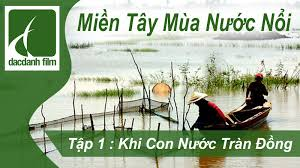 Miền Tây Mùa Nước Nổi
dacdanh film
Tập 1 : Khi Con Nước Tràn Đồng